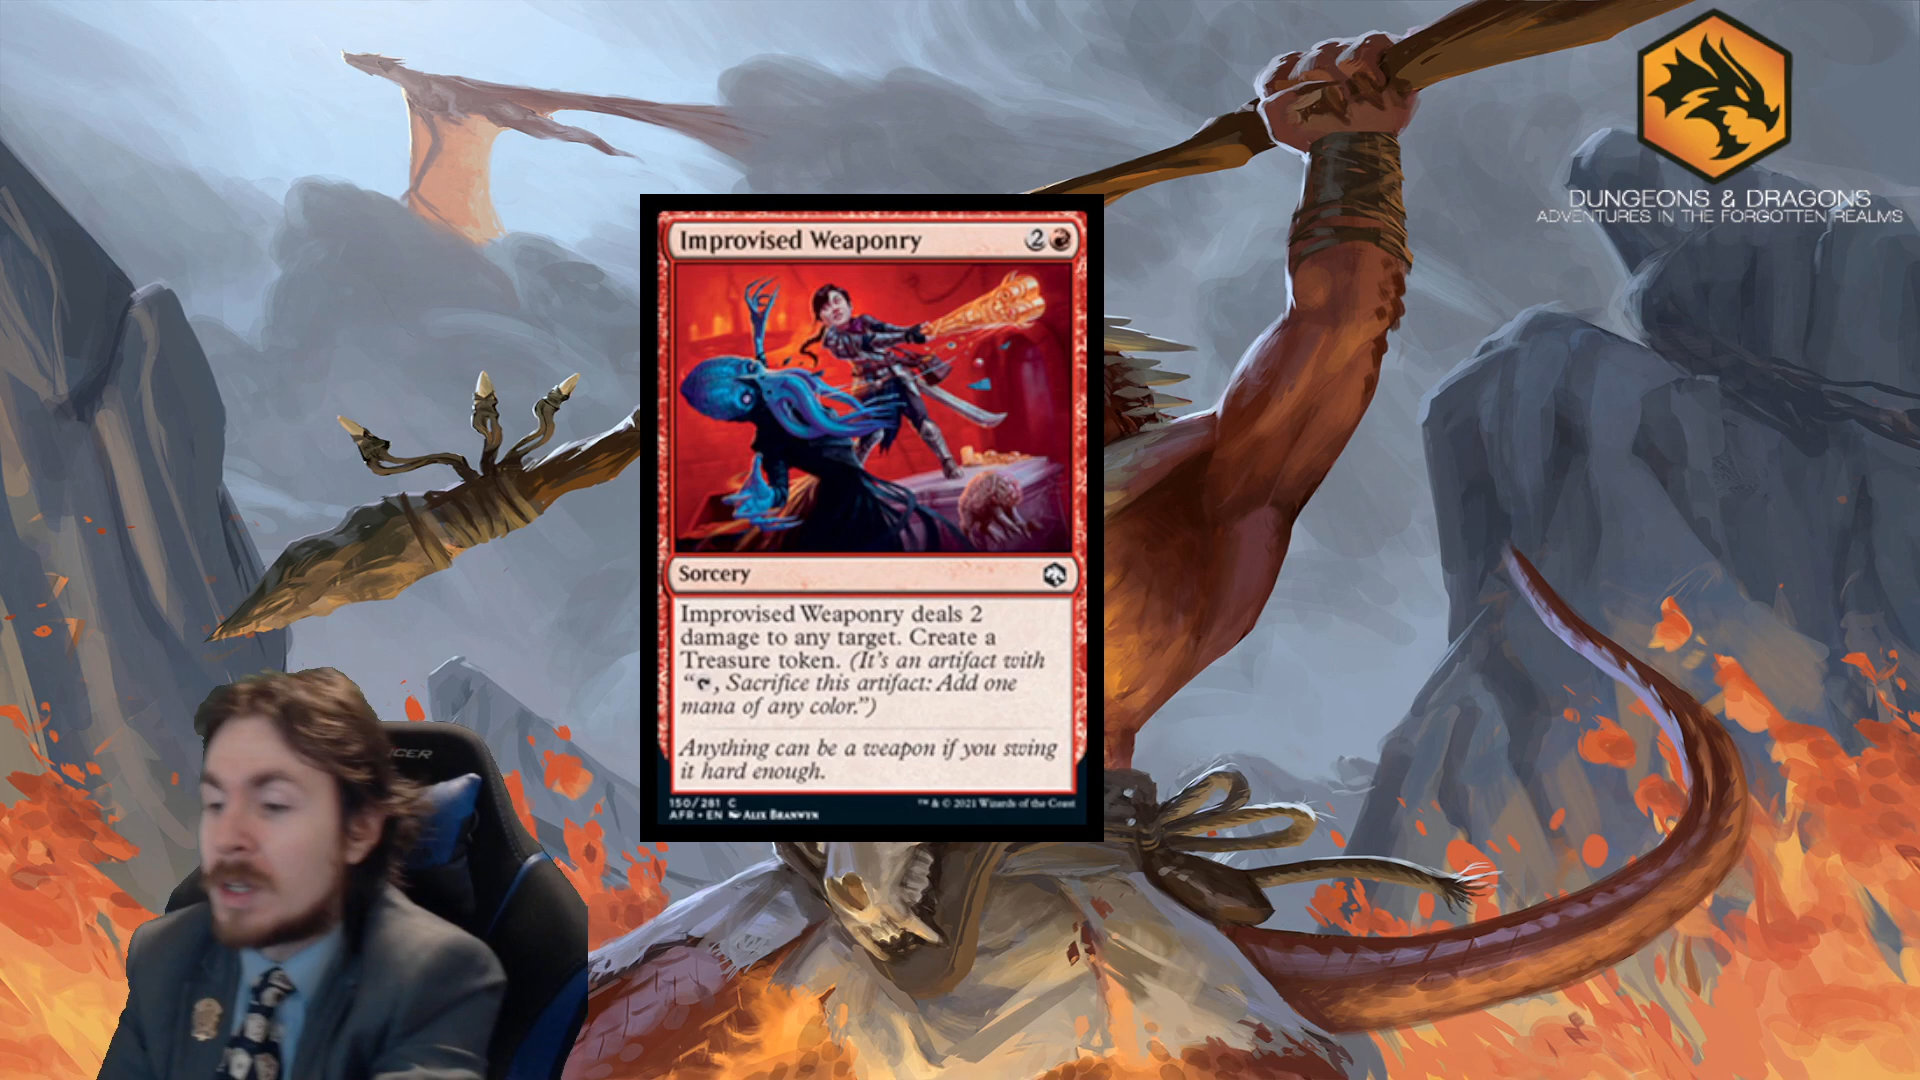 DUNGEONS & DRAGONS
ADVENTURES IN THE FORGOTTEN REALMS
Improvised Weaponry 2
Sorcery
Improvised Weaponry deals 2
damage to any target. Create a
Treasure token. (It's an artifact with
“, Sacrifice this artifact: Add one
mana of any color.”)
Anything can be a weapon if you swing
it hard enough.
150/281 C
AFR • EN ALIX BRANWYN
™ & © 2021 Wizards of the Coast